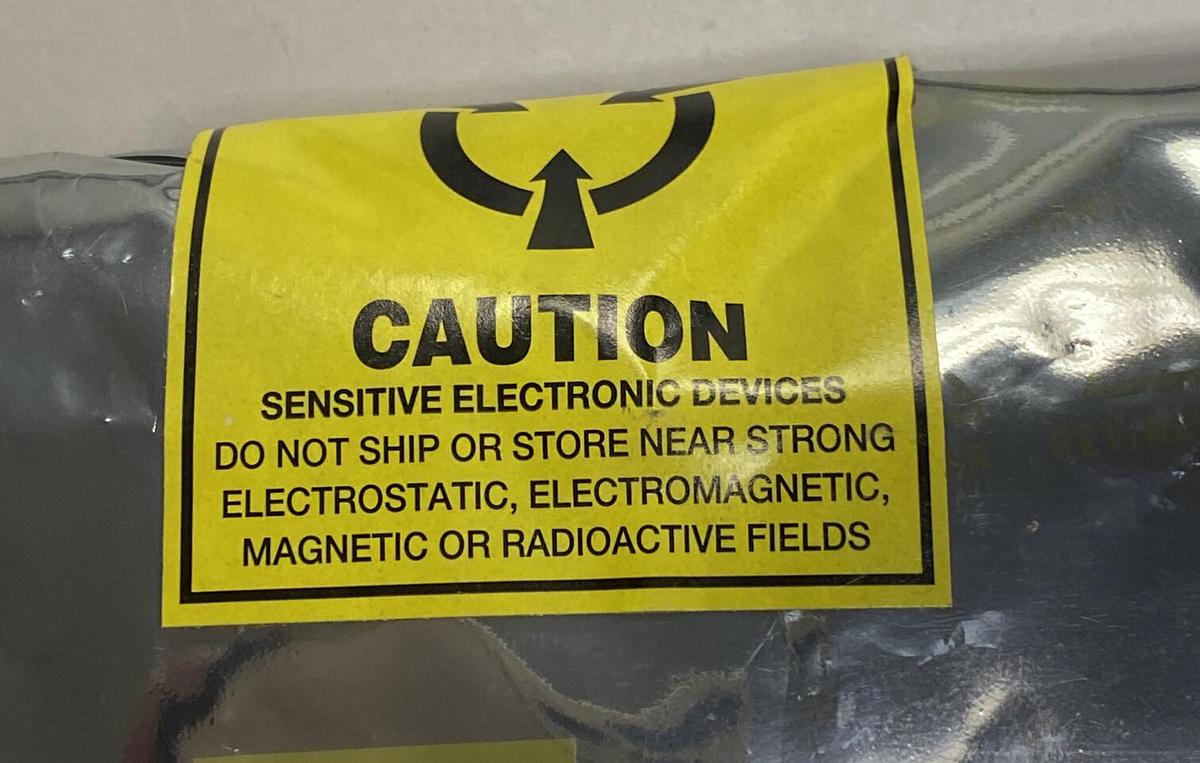 CAUTION
SENSITIVE ELECTRONIC DEVICES
DO NOT SHIP OR STORE NEAR STRONG
ELECTROSTATIC, ELECTROMAGNETIC,
MAGNETIC OR RADIOACTIVE FIELDS